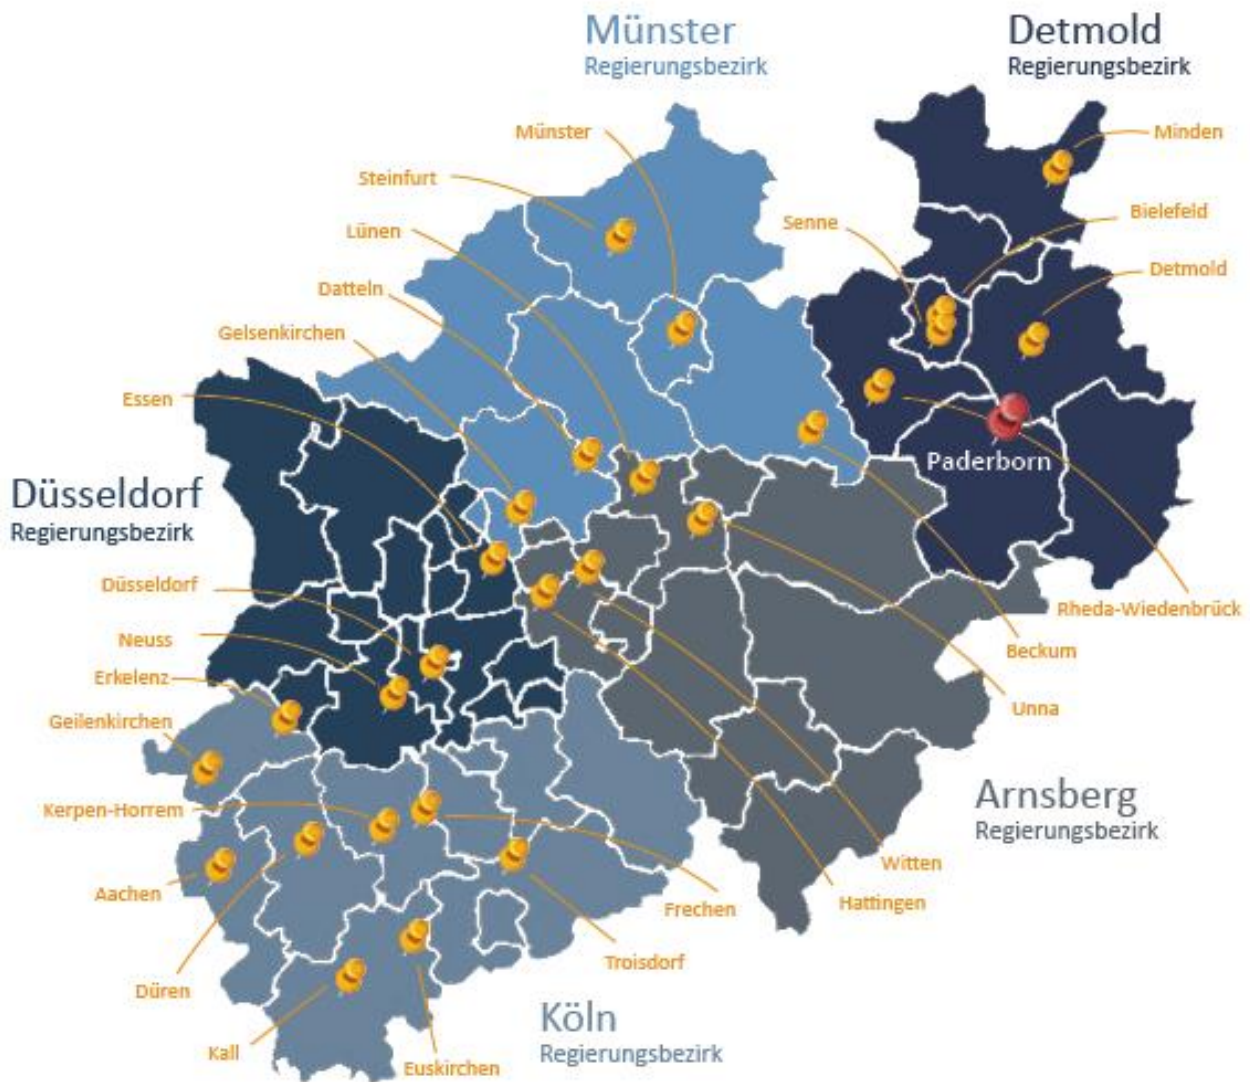 Münster
Regierungsbezirk
Detmold
Regierungsbezirk
Münster
Minden
Steinfurt
Bielefeld
Senne
Lünen
Detmold
Datteln
Gelsenkirchen
Essen
Paderborn
Düsseldorf
Regierungsbezirk
Düsseldorf
Rheda-Wiedenbrück
Neuss
Beckum
Erkelenz
Unna
Geilenkirchen
Arnsberg
Regierungsbezirk
Kerpen-Horrem
Witten
Aachen
Hattingen
Frechen
Troisdorf
Düren
Köln
Regierungsbezirk
Kall
Euskirchen